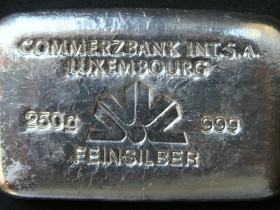 COMMERZBANK INT.S.A.
LUXEMBOURG
250g 999
FEINSILBER